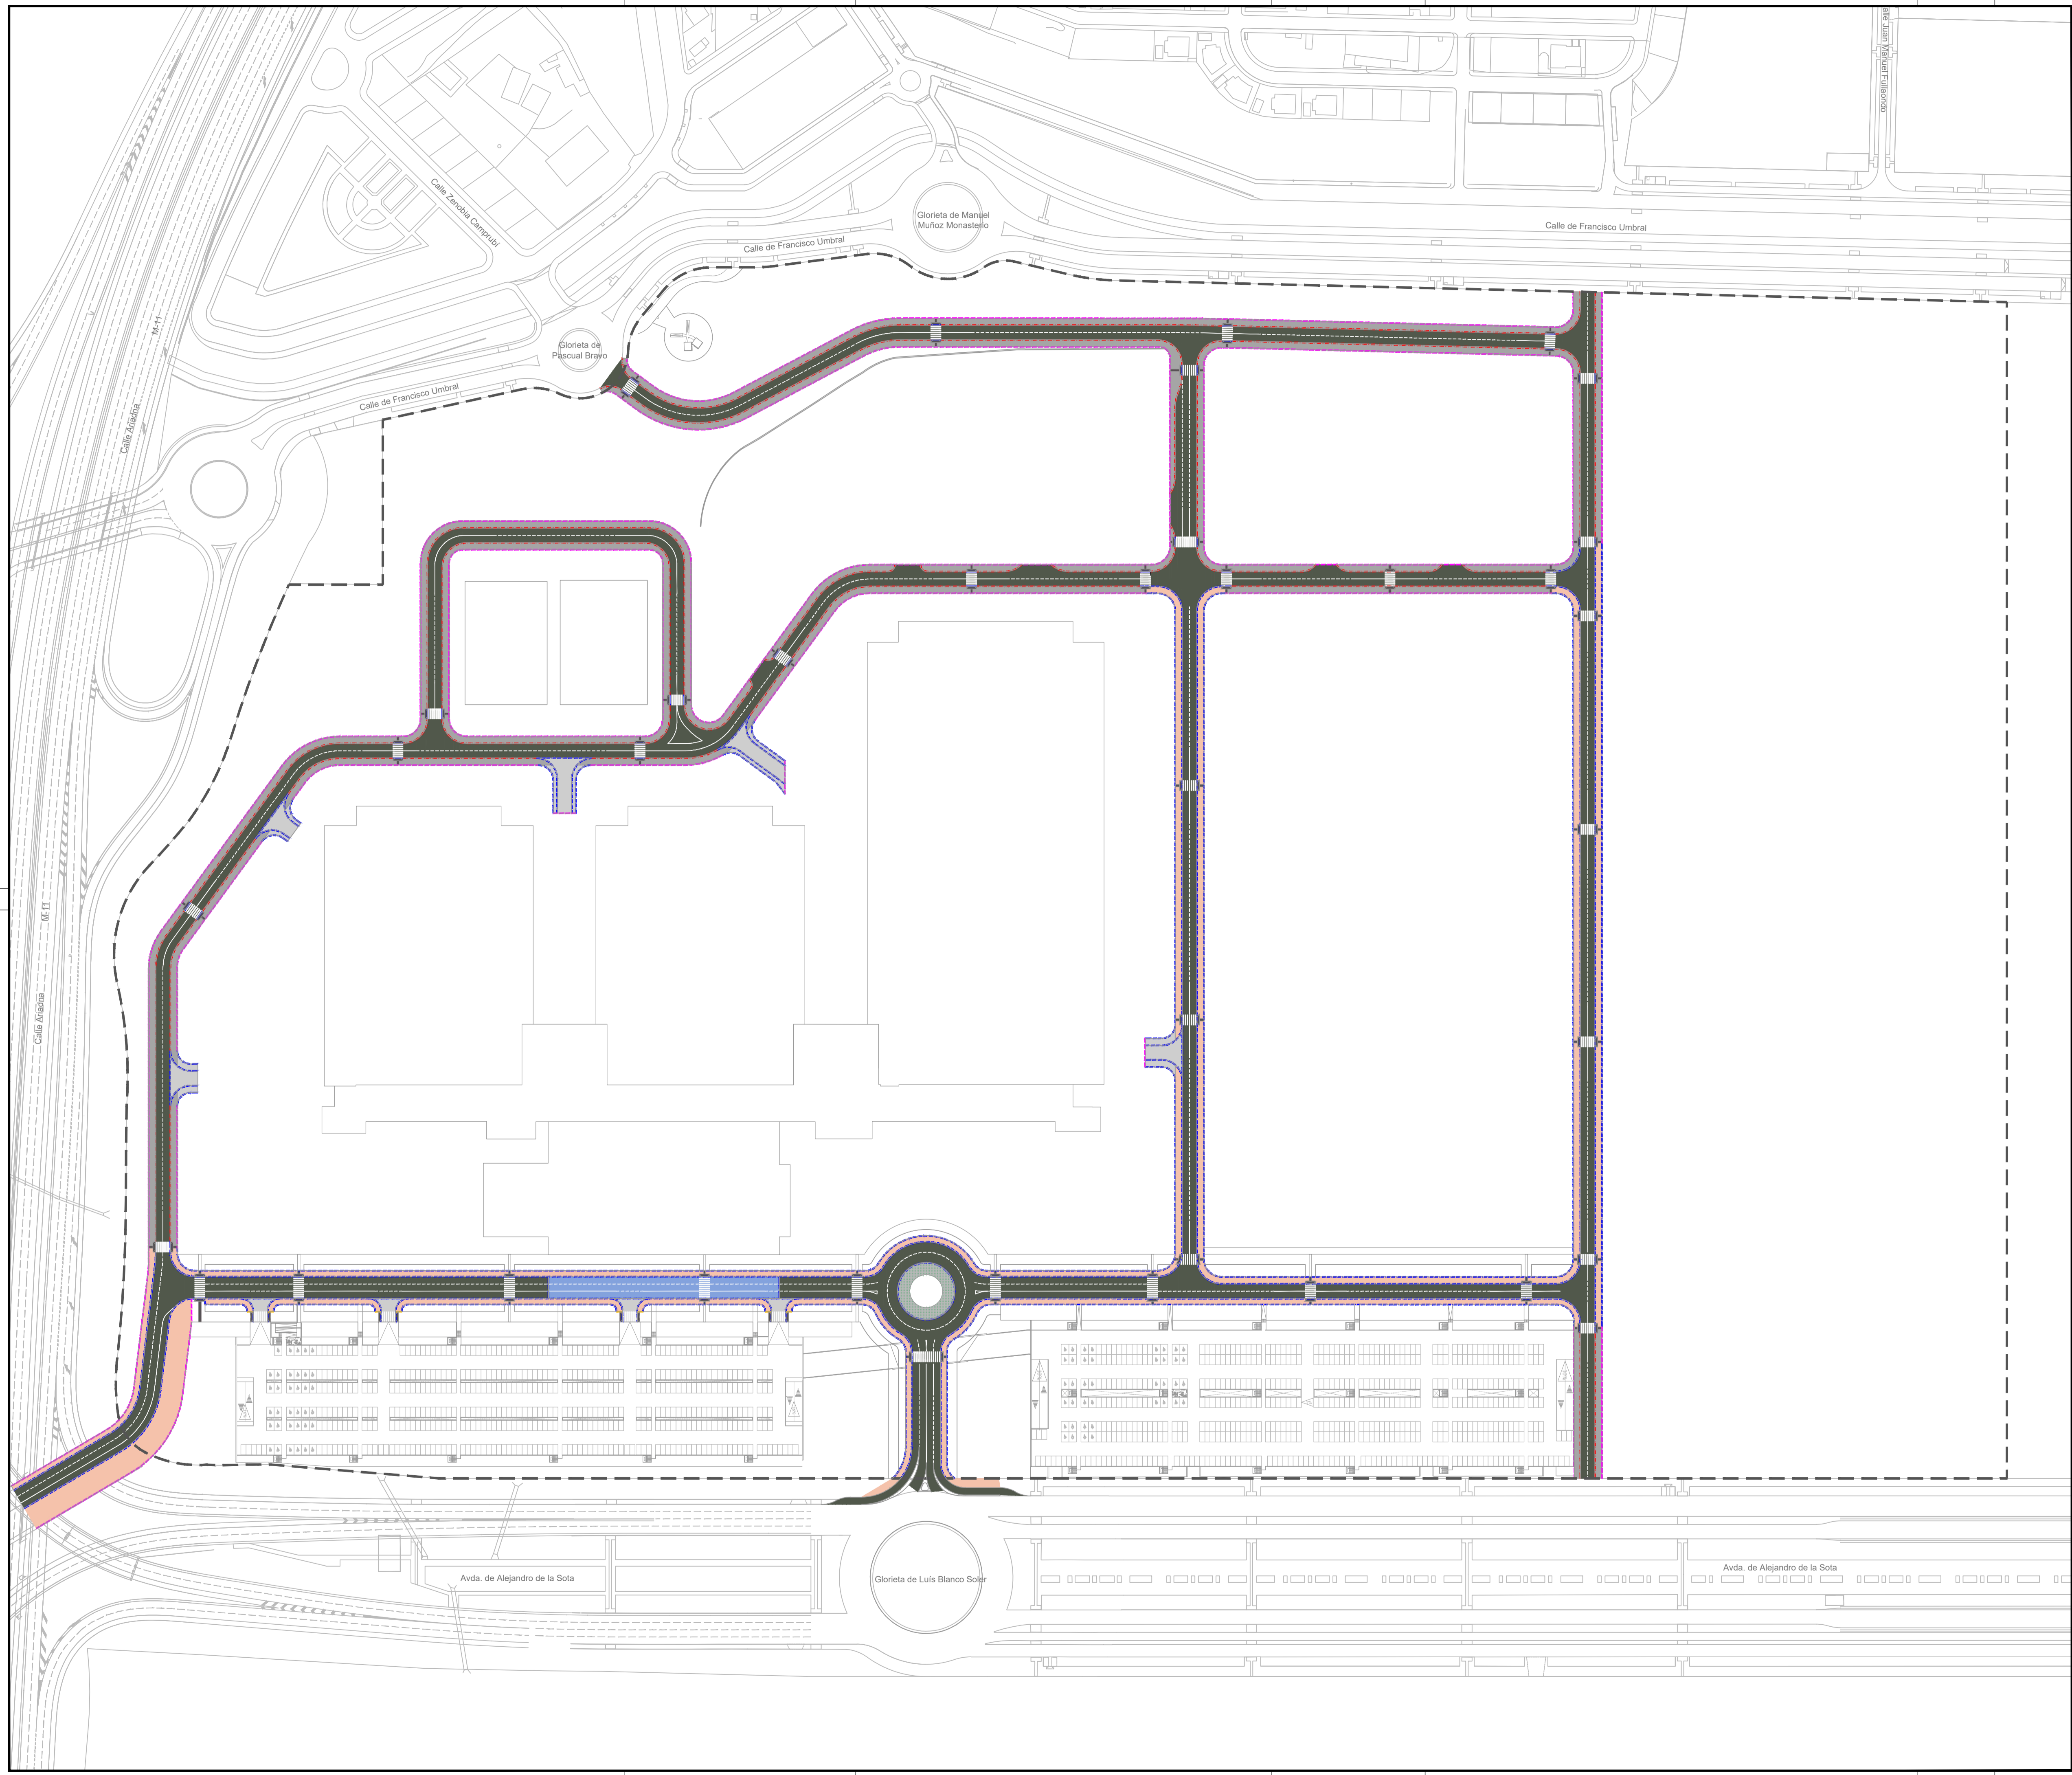 Calle Juan Manuel Fullaondo
Calle Zenobia Camprubí
Glorieta de Manuel
Muñoz Monasterio
Calle de Francisco Umbral
Calle de Francisco Umbral
M-11
Glorieta de
Pascual Bravo
Calle de Francisco Umbral
Calle Ariadna
M-11
Calle Ariadna
Avda. de Alejandro de la Sota
Glorieta de Luís Blanco Soler
Avda. de Alejandro de la Sota